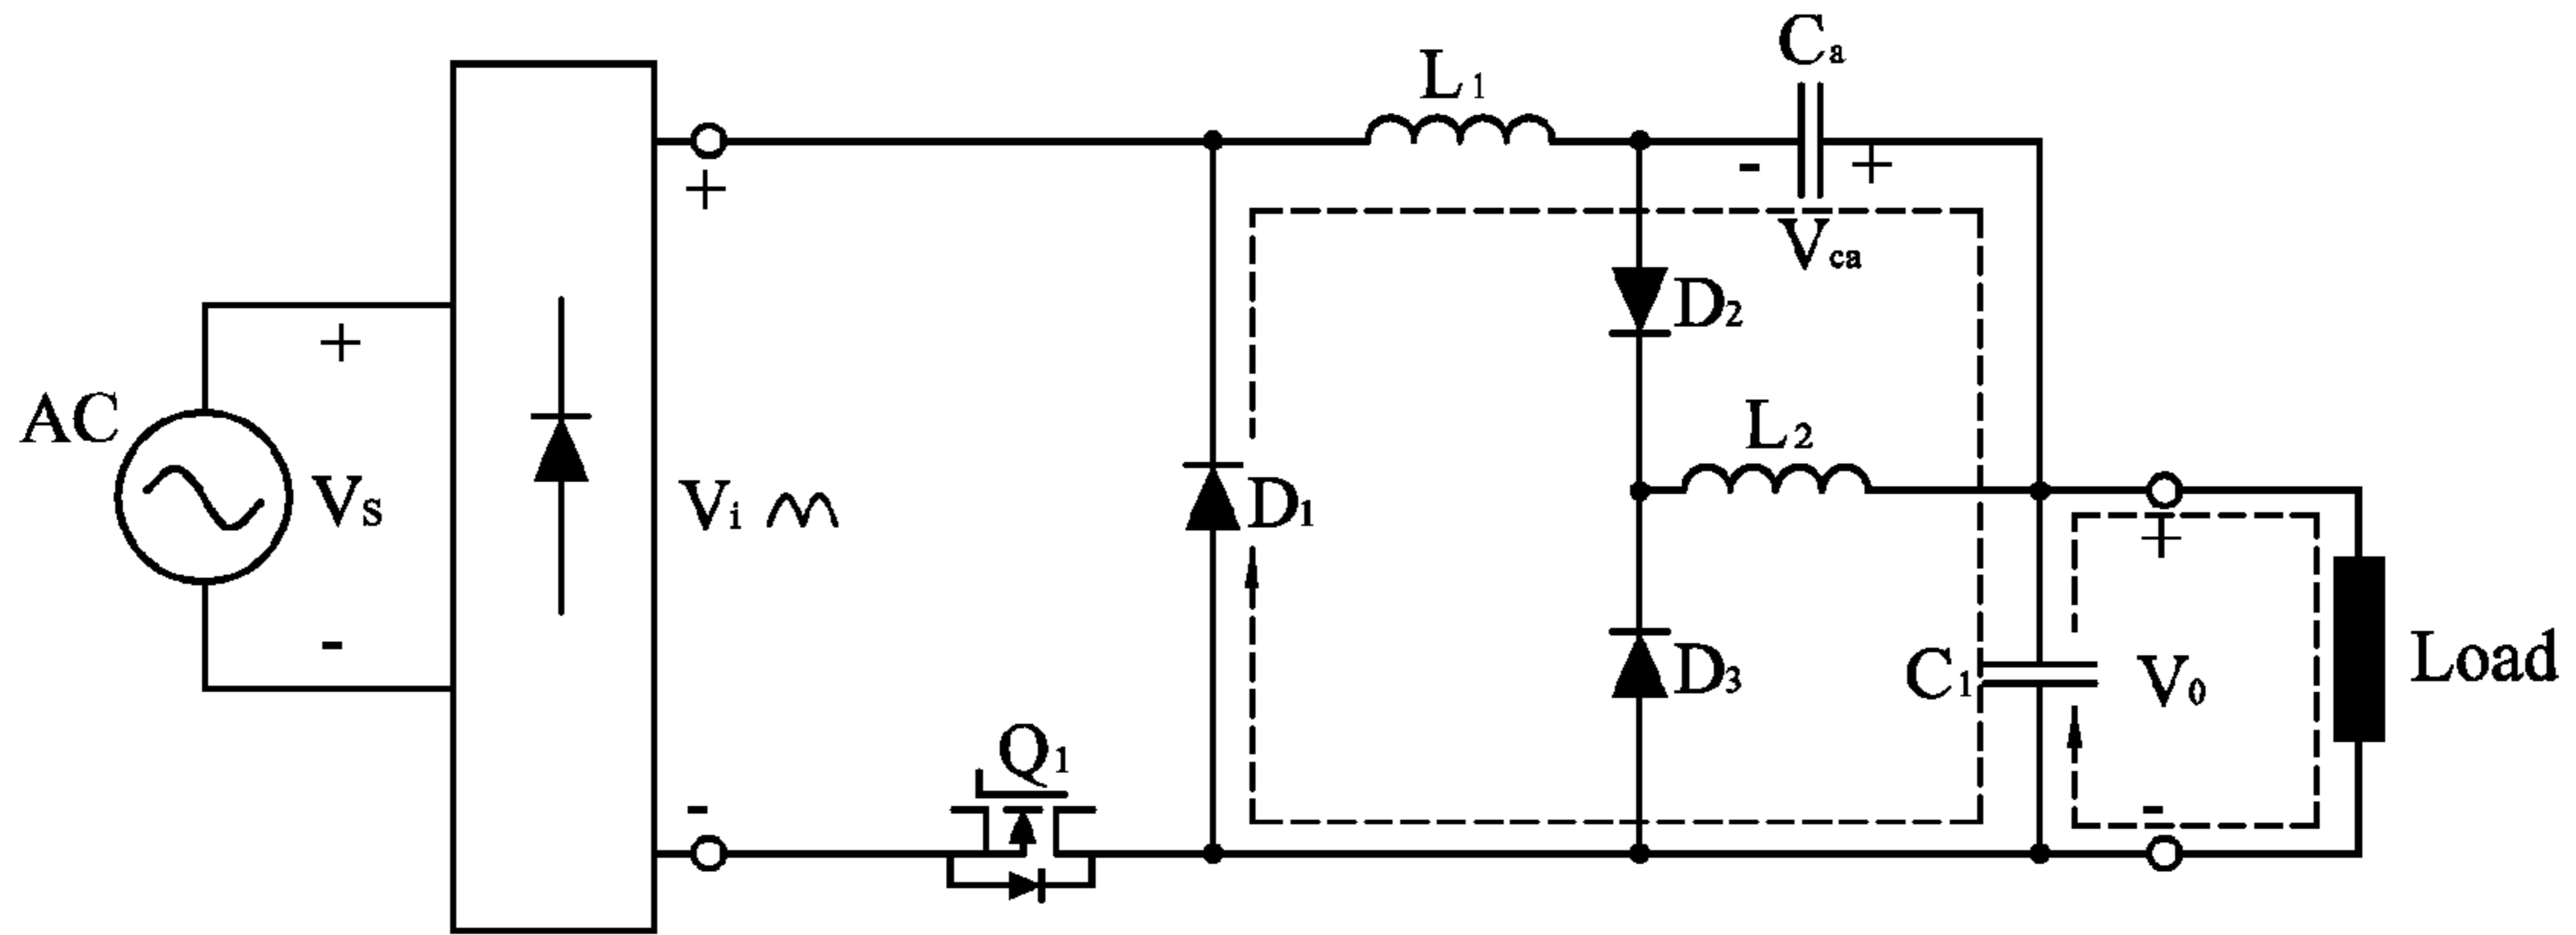 Ca
L1
- +
+
Vca
D2
+
AC
L2
Vs
Vi
D1
+
-
D3
C1
V0
Load
Q1
-
-